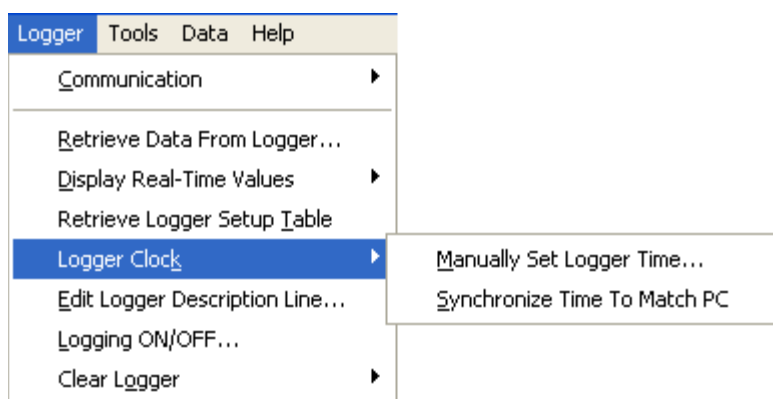 Logger Tools Data Help
Communication
Retrieve Data From Logger...
Display Real-Time Values
Retrieve Logger Setup Table
Logger Clock
Manually Set Logger Time...
Edit Logger Description Line...
Synchronize Time To Match PC
Logging ON/OFF...
Clear Logger